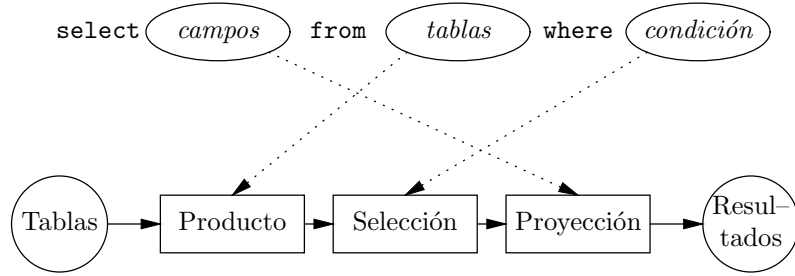 select campos from tablas where condición
Tablas Producto Selección Proyección Resul–
tados